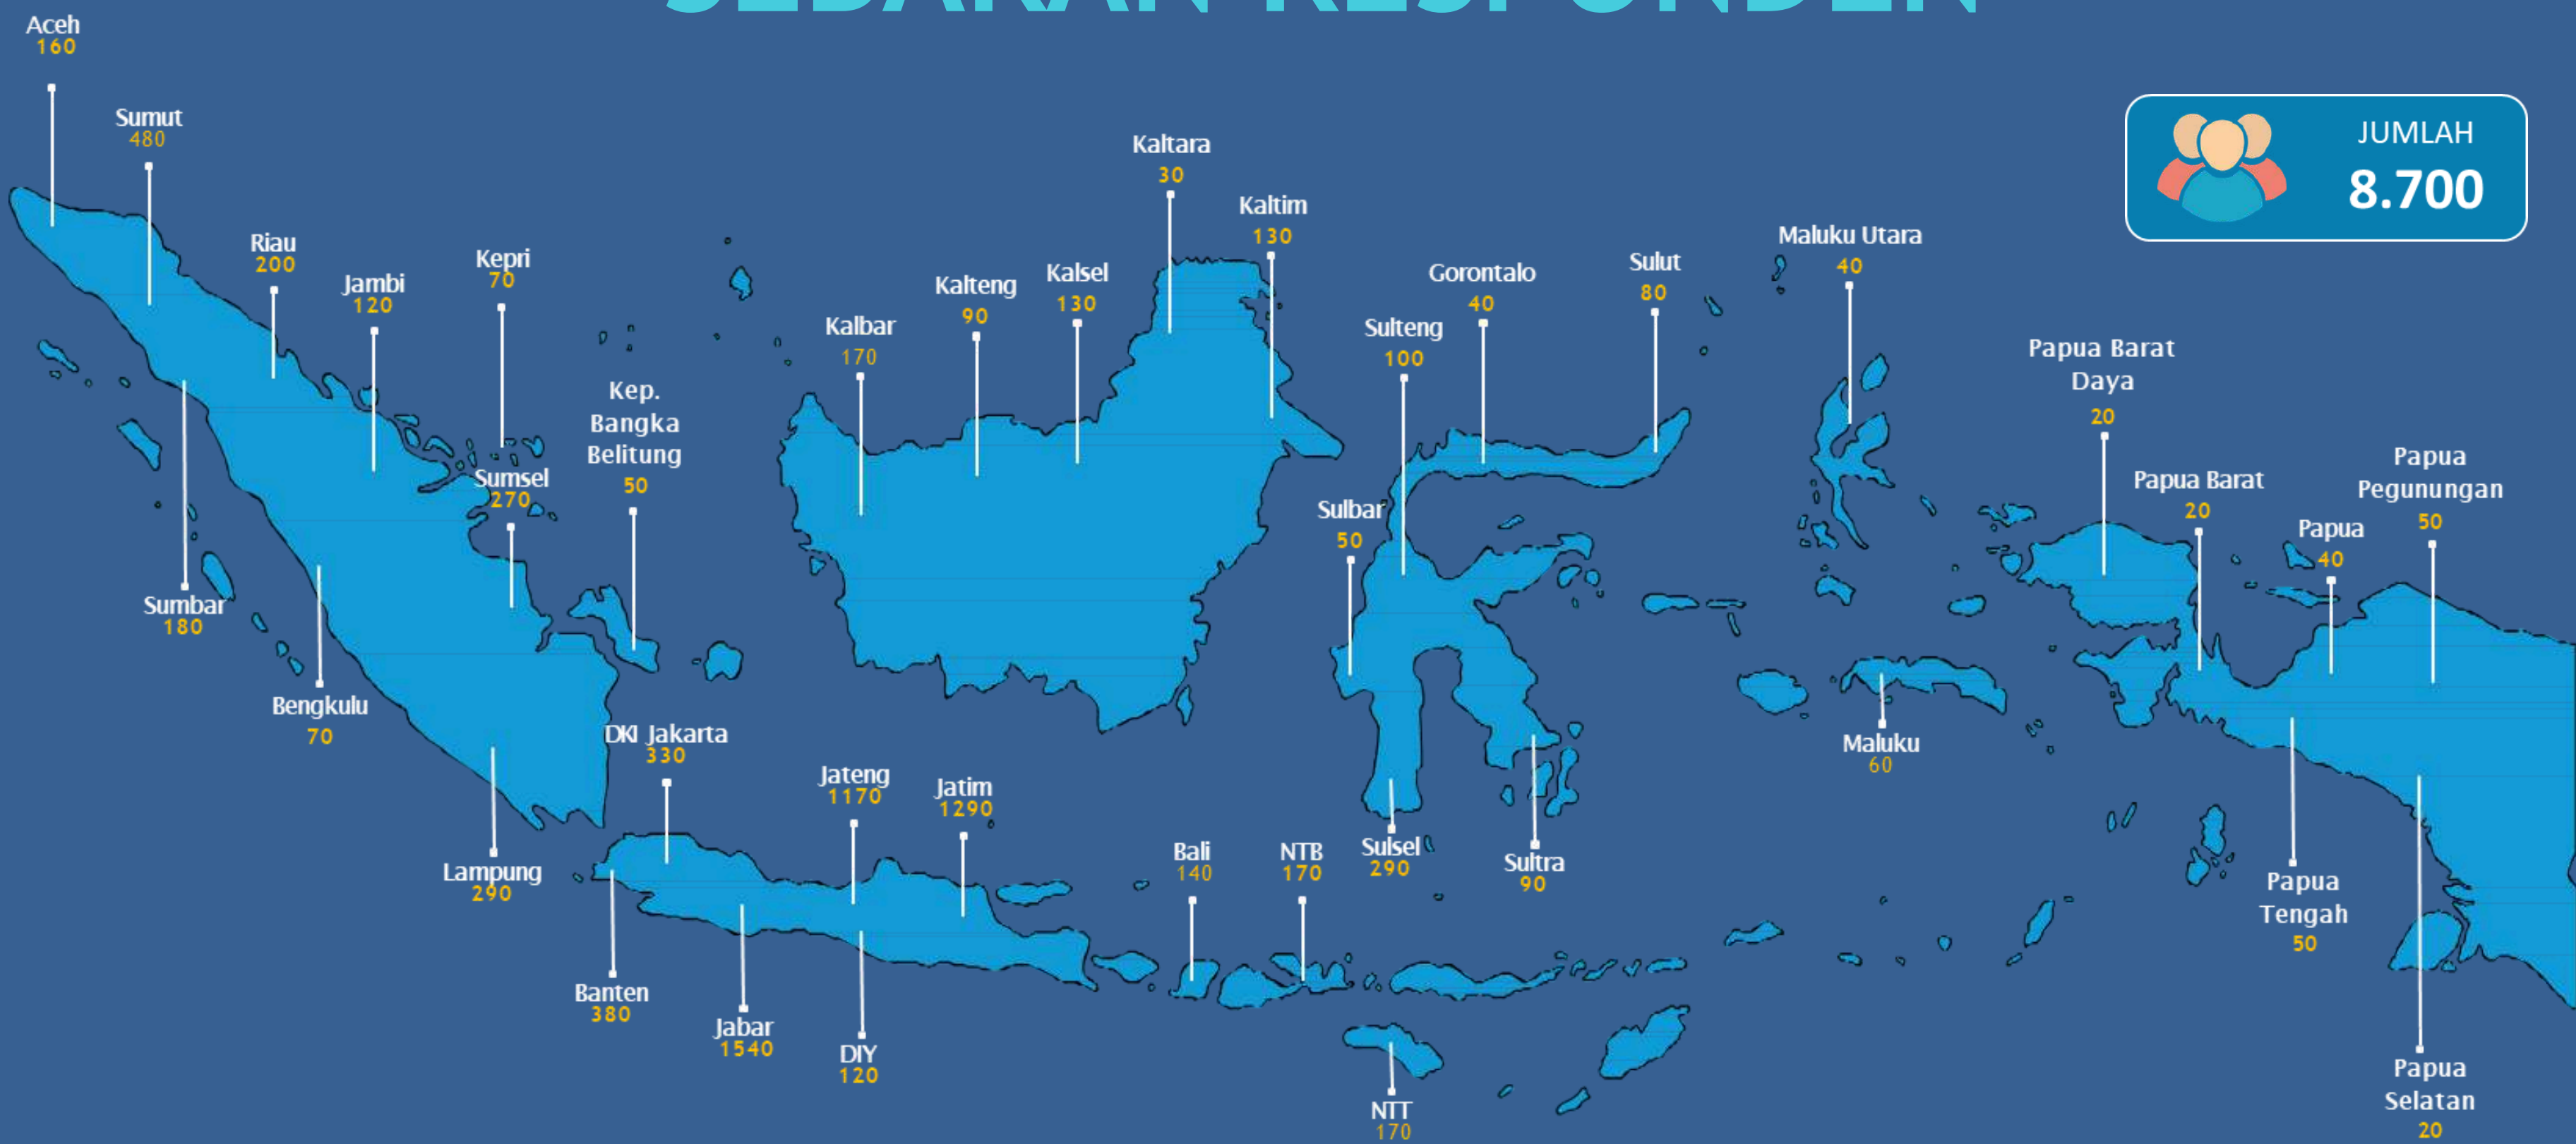 SEBARAN RESPONDEN
Aceh
160
Sumut
480
JUMLAH
8.700
Kaltara
30
Kaltim
130
Riau
200
Kepri
70
Jambi
120
Kalbar
170
Kalteng
90
Kalsel
130
Sulteng
100
Gorontalo
40
Sulut
80
Maluku Utara
40
Papua Barat
Daya
20
Papua Barat
20
Papua
Pegunungan
50
Papua
40
Kep.
Bangka
Belitung
50
Sumsel
270
Sulbar
50
Sumbar
180
Bengkulu
70
DKI Jakarta
330
Jateng
1170
Jatim
1290
Maluku
60
Lampung
290
Bali
140
NTB
170
Sulsel
290
Sultra
90
Papua
Tengah
50
Banten
380
Jabar
1540
DIY
120
NTT
170
Papua
Selatan
20